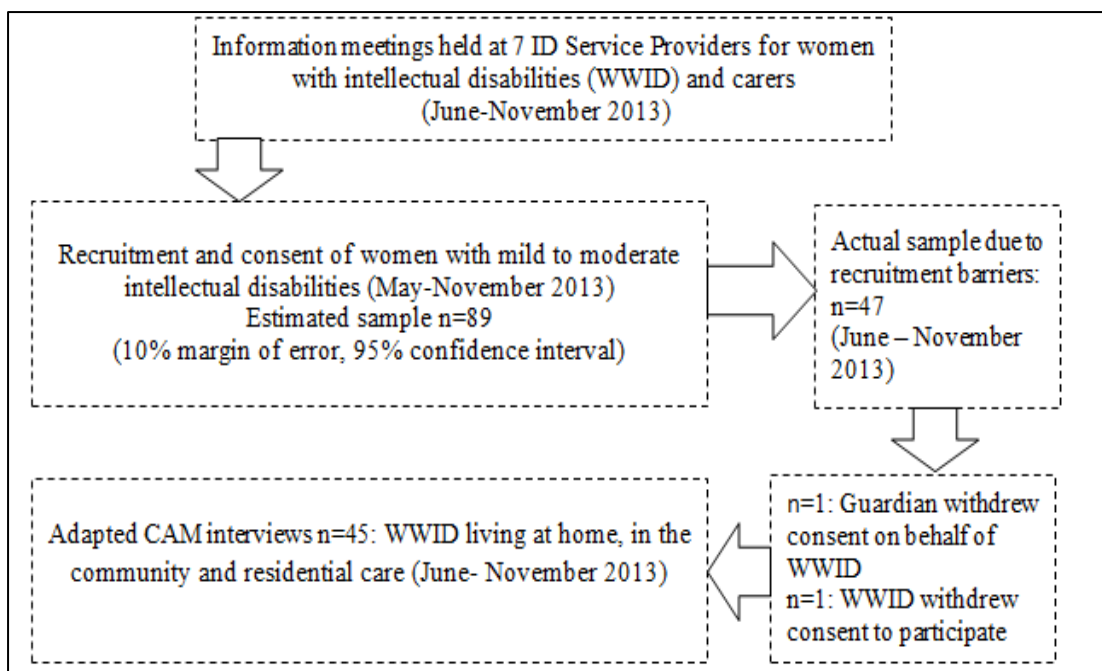 Information meetings held at 7 ID Service Providers for women
with intellectual disabilities (WWID) and carers
(June-November 2013)
Recruitment and consent of women with mild to moderate
intellectual disabilities (May-November 2013)
Estimated sample n=89
(10% margin of error, 95% confidence interval)
Actual sample due to
recruitment barriers:
n=47
(June – November
2013)
n=1: Guardian withdrew
consent on behalf of
WWID
n=1: WWID withdrew
consent to participate
Adapted CAM interviews n=45: WWID living at home, in the
community and residential care (June- November 2013)